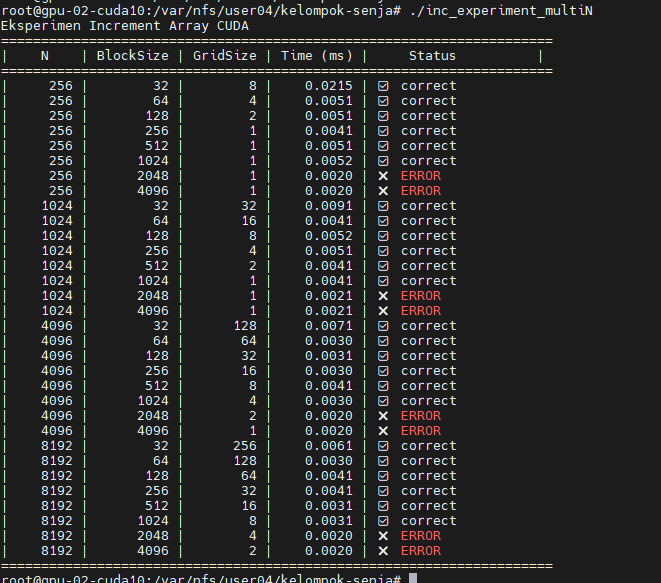 root@gpu-02-cuda10:/var/nfs/user04/kelompok-senja# ./inc_experiment_multiN
Eksperimen Increment Array CUDA
=====================================================================
|    N    | BlockSize | GridSize | Time (ms) |     Status          |
=====================================================================
|     256 |        32 |        8 |    0.0215 | ☑ correct
|     256 |        64 |        4 |    0.0051 | ☑ correct
|     256 |       128 |        2 |    0.0051 | ☑ correct
|     256 |       256 |        1 |    0.0041 | ☑ correct
|     256 |       512 |        1 |    0.0051 | ☑ correct
|     256 |      1024 |        1 |    0.0052 | ☑ correct
|     256 |      2048 |        1 |    0.0020 | ❌ ERROR
|     256 |      4096 |        1 |    0.0020 | ❌ ERROR
|    1024 |        32 |       32 |    0.0091 | ☑ correct
|    1024 |        64 |       16 |    0.0041 | ☑ correct
|    1024 |       128 |        8 |    0.0052 | ☑ correct
|    1024 |       256 |        4 |    0.0051 | ☑ correct
|    1024 |       512 |        2 |    0.0041 | ☑ correct
|    1024 |      1024 |        1 |    0.0041 | ☑ correct
|    1024 |      2048 |        1 |    0.0021 | ❌ ERROR
|    1024 |      4096 |        1 |    0.0021 | ❌ ERROR
|    4096 |        32 |      128 |    0.0071 | ☑ correct
|    4096 |        64 |       64 |    0.0030 | ☑ correct
|    4096 |       128 |       32 |    0.0031 | ☑ correct
|    4096 |       256 |       16 |    0.0030 | ☑ correct
|    4096 |       512 |        8 |    0.0041 | ☑ correct
|    4096 |      1024 |        4 |    0.0030 | ☑ correct
|    4096 |      2048 |        2 |    0.0020 | ❌ ERROR
|    4096 |      4096 |        1 |    0.0020 | ❌ ERROR
|    8192 |        32 |      256 |    0.0061 | ☑ correct
|    8192 |        64 |      128 |    0.0030 | ☑ correct
|    8192 |       128 |       64 |    0.0041 | ☑ correct
|    8192 |       256 |       32 |    0.0041 | ☑ correct
|    8192 |       512 |       16 |    0.0031 | ☑ correct
|    8192 |      1024 |        8 |    0.0031 | ☑ correct
|    8192 |      2048 |        4 |    0.0020 | ❌ ERROR
|    8192 |      4096 |        2 |    0.0020 | ❌ ERROR
=====================================================================
root@gpu-02-cuda10:/var/nfs/user04/kelompok-senja#